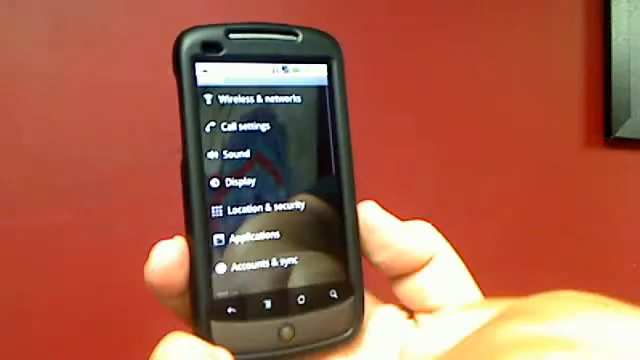 Wireless & networks
Call settings
Sound
Display
Location & security
Applications
Accounts & sync